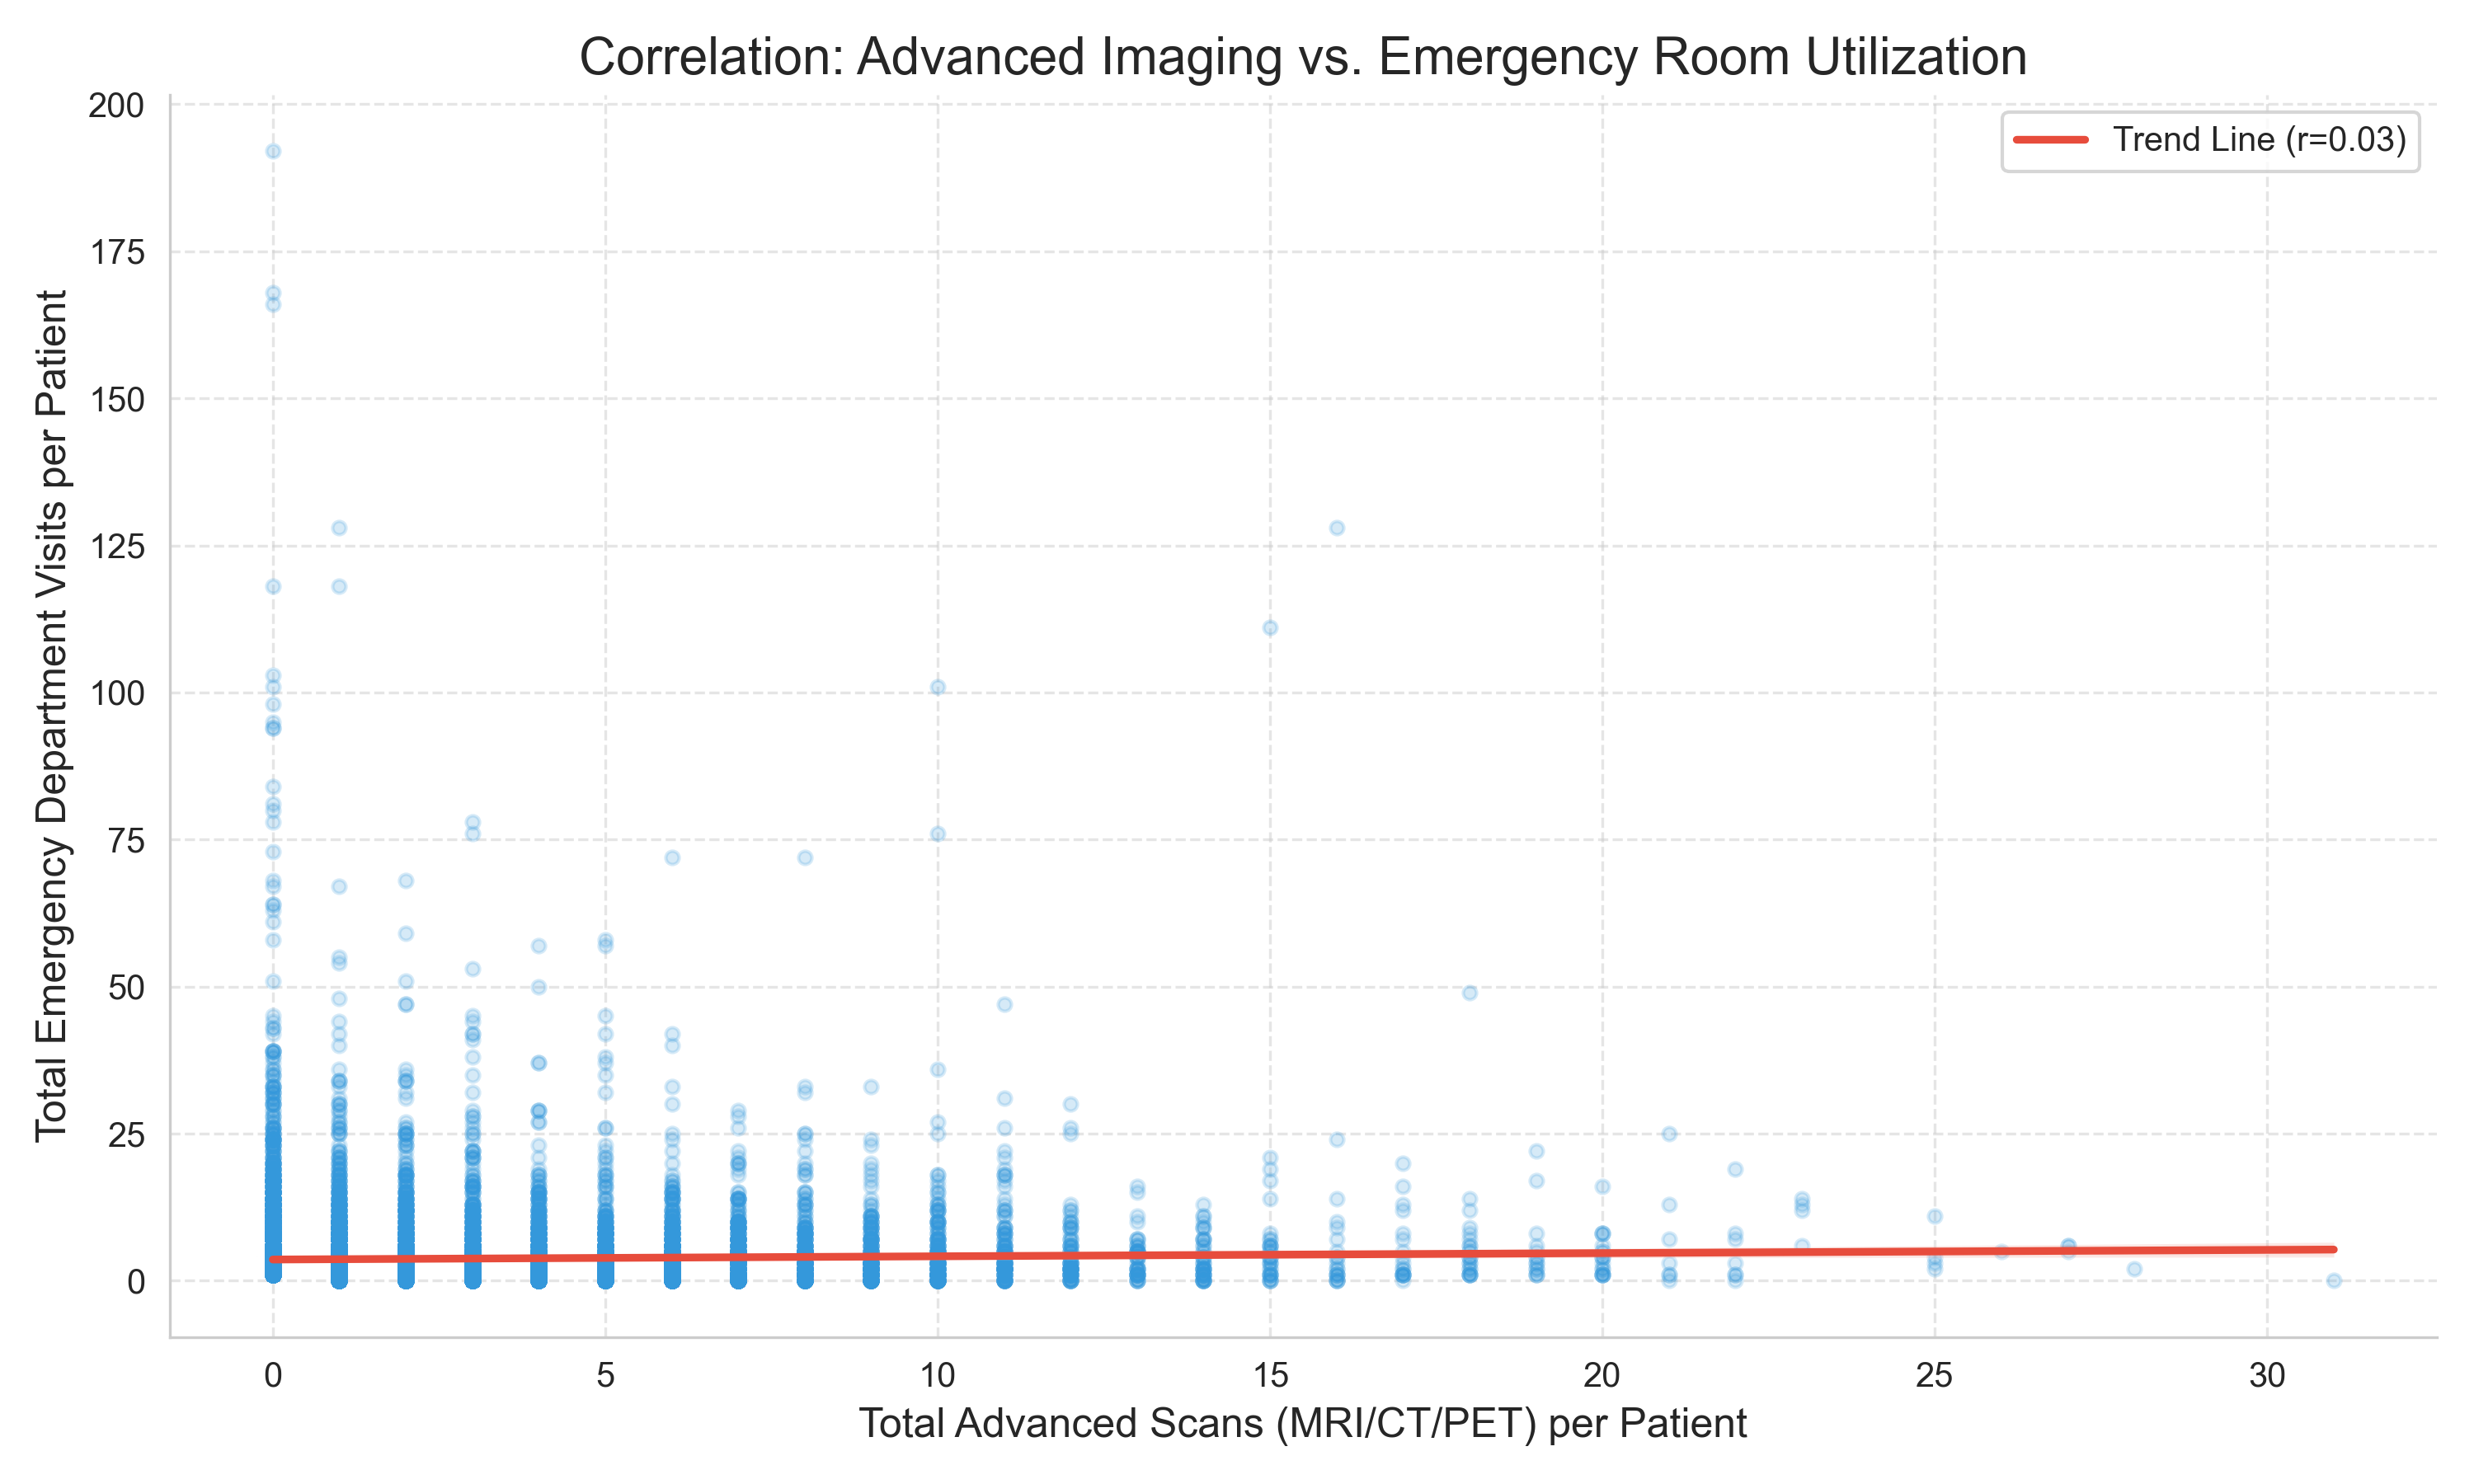 Correlation: Advanced Imaging vs. Emergency Room Utilization
Trend Line (r=0.03)
Total Emergency Department Visits per Patient
200
175
150
125
100
75
50
25
0
0 5 10 15 20 25 30
Total Advanced Scans (MRI/CT/PET) per Patient